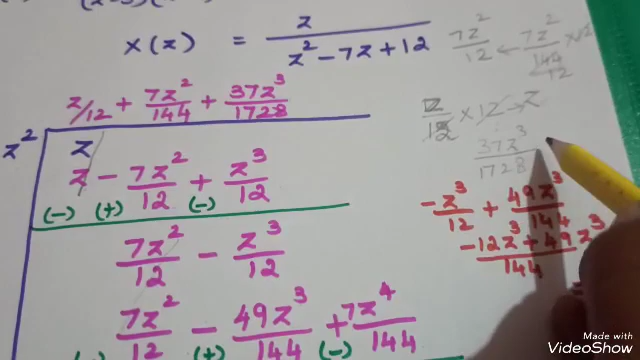 X(z) = z / (z² - 7z + 12)
7z²/12 ← 7z²/144 × 12
z/12 + 7z²/144 + 37z³/1728
z/12 × 12 → z
z² z
37z³/1728
z - 7z²/12 + z³/12
(-) (+) (-)
-z³/12 + 49z³/144
-12z³ + 49z³ / 144
7z²/12 - z³/12
7z²/12 - 49z³/144 + 7z⁴/144
(+) (-)
Made with
VideoShow